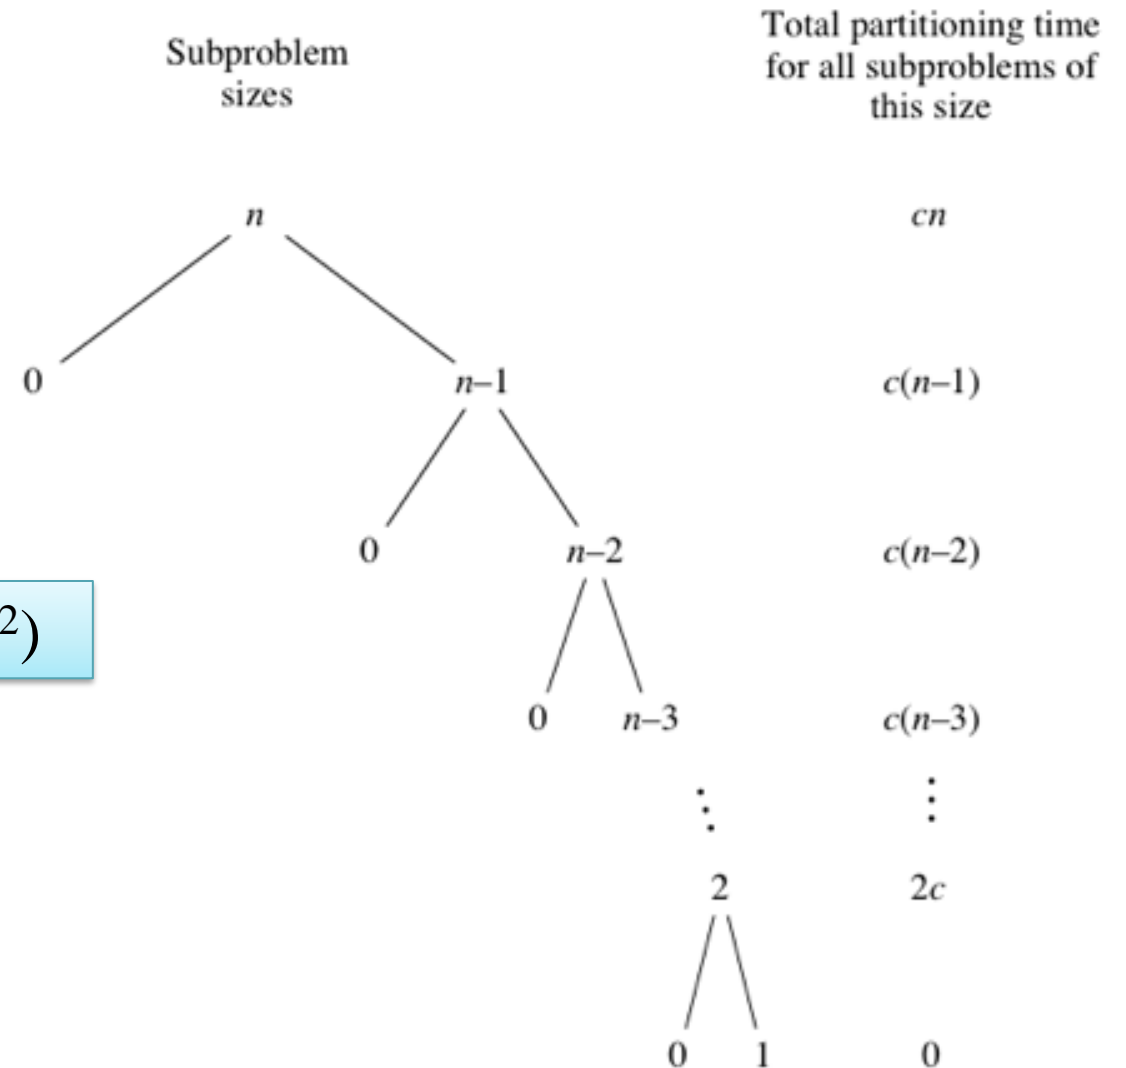 Subproblem
sizes
Total partitioning time
for all subproblems of
this size
n
cn
0
n–1
c(n–1)
0
n–2
c(n–2)
²)
0
n–3
c(n–3)
⋱
⋮
2
2c
0
1
0